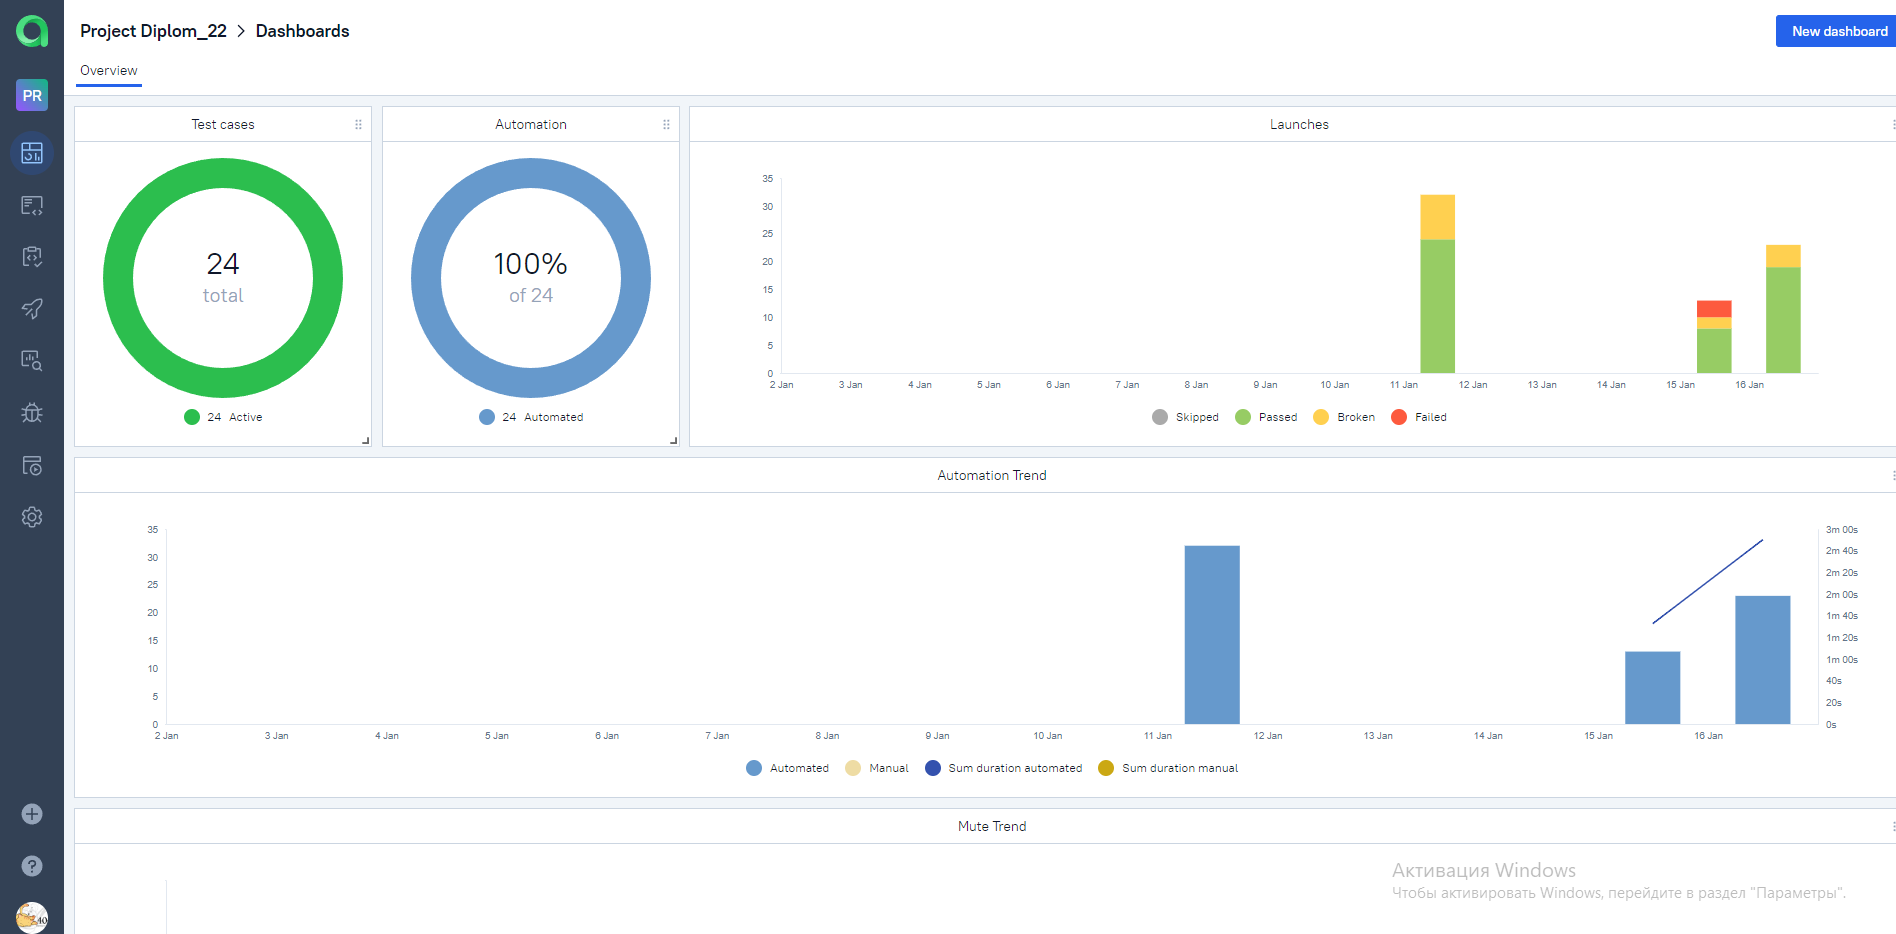 Project Diplom_22 > Dashboards
New dashboard
Overview
PR
Test cases
24
total
24 Active
Automation
100%
of 24
24 Automated
Launches
35
30
25
20
15
10
5
0
2 Jan 3 Jan 4 Jan 5 Jan 6 Jan 7 Jan 8 Jan 9 Jan 10 Jan 11 Jan 12 Jan 13 Jan 14 Jan 15 Jan 16 Jan
Skipped Passed Broken Failed
Automation Trend
35
30
25
20
15
10
5
0
3m 00s
2m 40s
2m 20s
2m 00s
1m 40s
1m 20s
1m 00s
40s
20s
0s
2 Jan 3 Jan 4 Jan 5 Jan 6 Jan 7 Jan 8 Jan 9 Jan 10 Jan 11 Jan 12 Jan 13 Jan 14 Jan 15 Jan 16 Jan
Automated Manual Sum duration automated Sum duration manual
Mute Trend
Активация Windows
Чтобы активировать Windows, перейдите в раздел "Параметры".